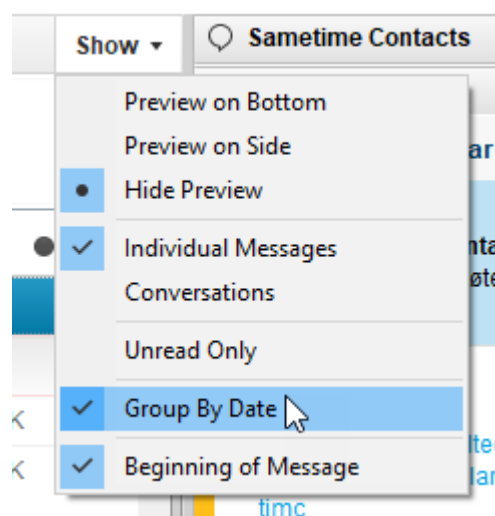 Show
Sametime Contacts
Preview on Bottom
Preview on Side
Hide Preview
Individual Messages
Conversations
Unread Only
Group By Date
Beginning of Message
timc